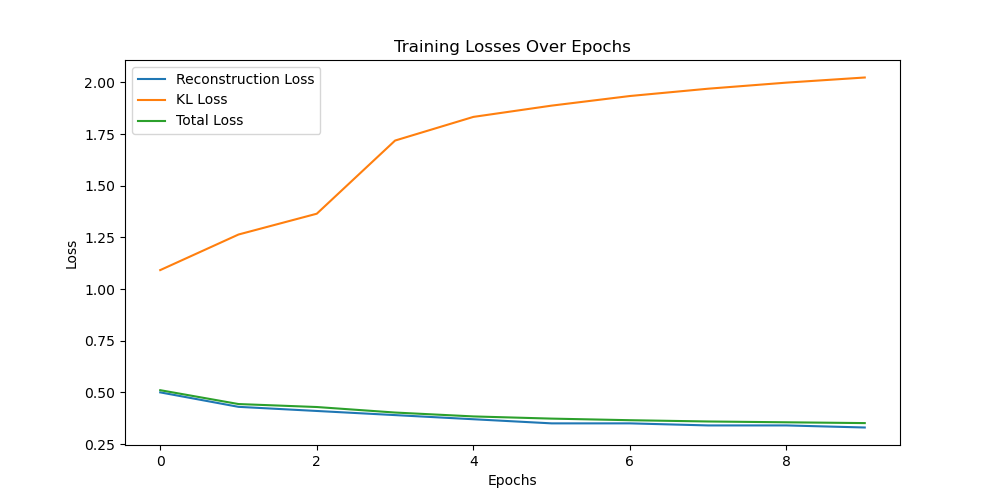 Training Losses Over Epochs
Reconstruction Loss
KL Loss
Total Loss
2.00
1.75
1.50
1.25
1.00
0.75
0.50
0.25
Loss
0 2 4 6 8
Epochs